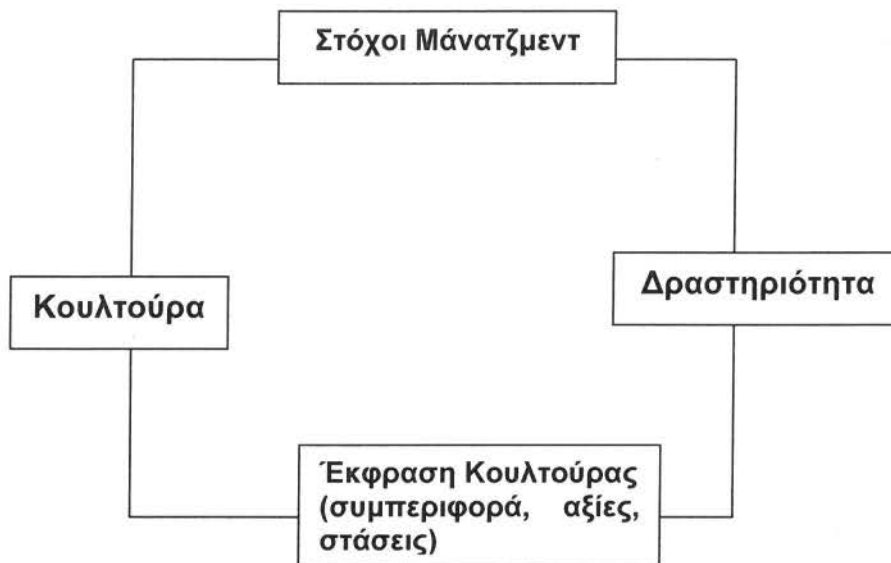 Στόχοι Μάνατζμεντ
Κουλτούρα
Δραστηριότητα
Έκφραση Κουλτούρας
(συμπεριφορά, αξίες,
στάσεις)